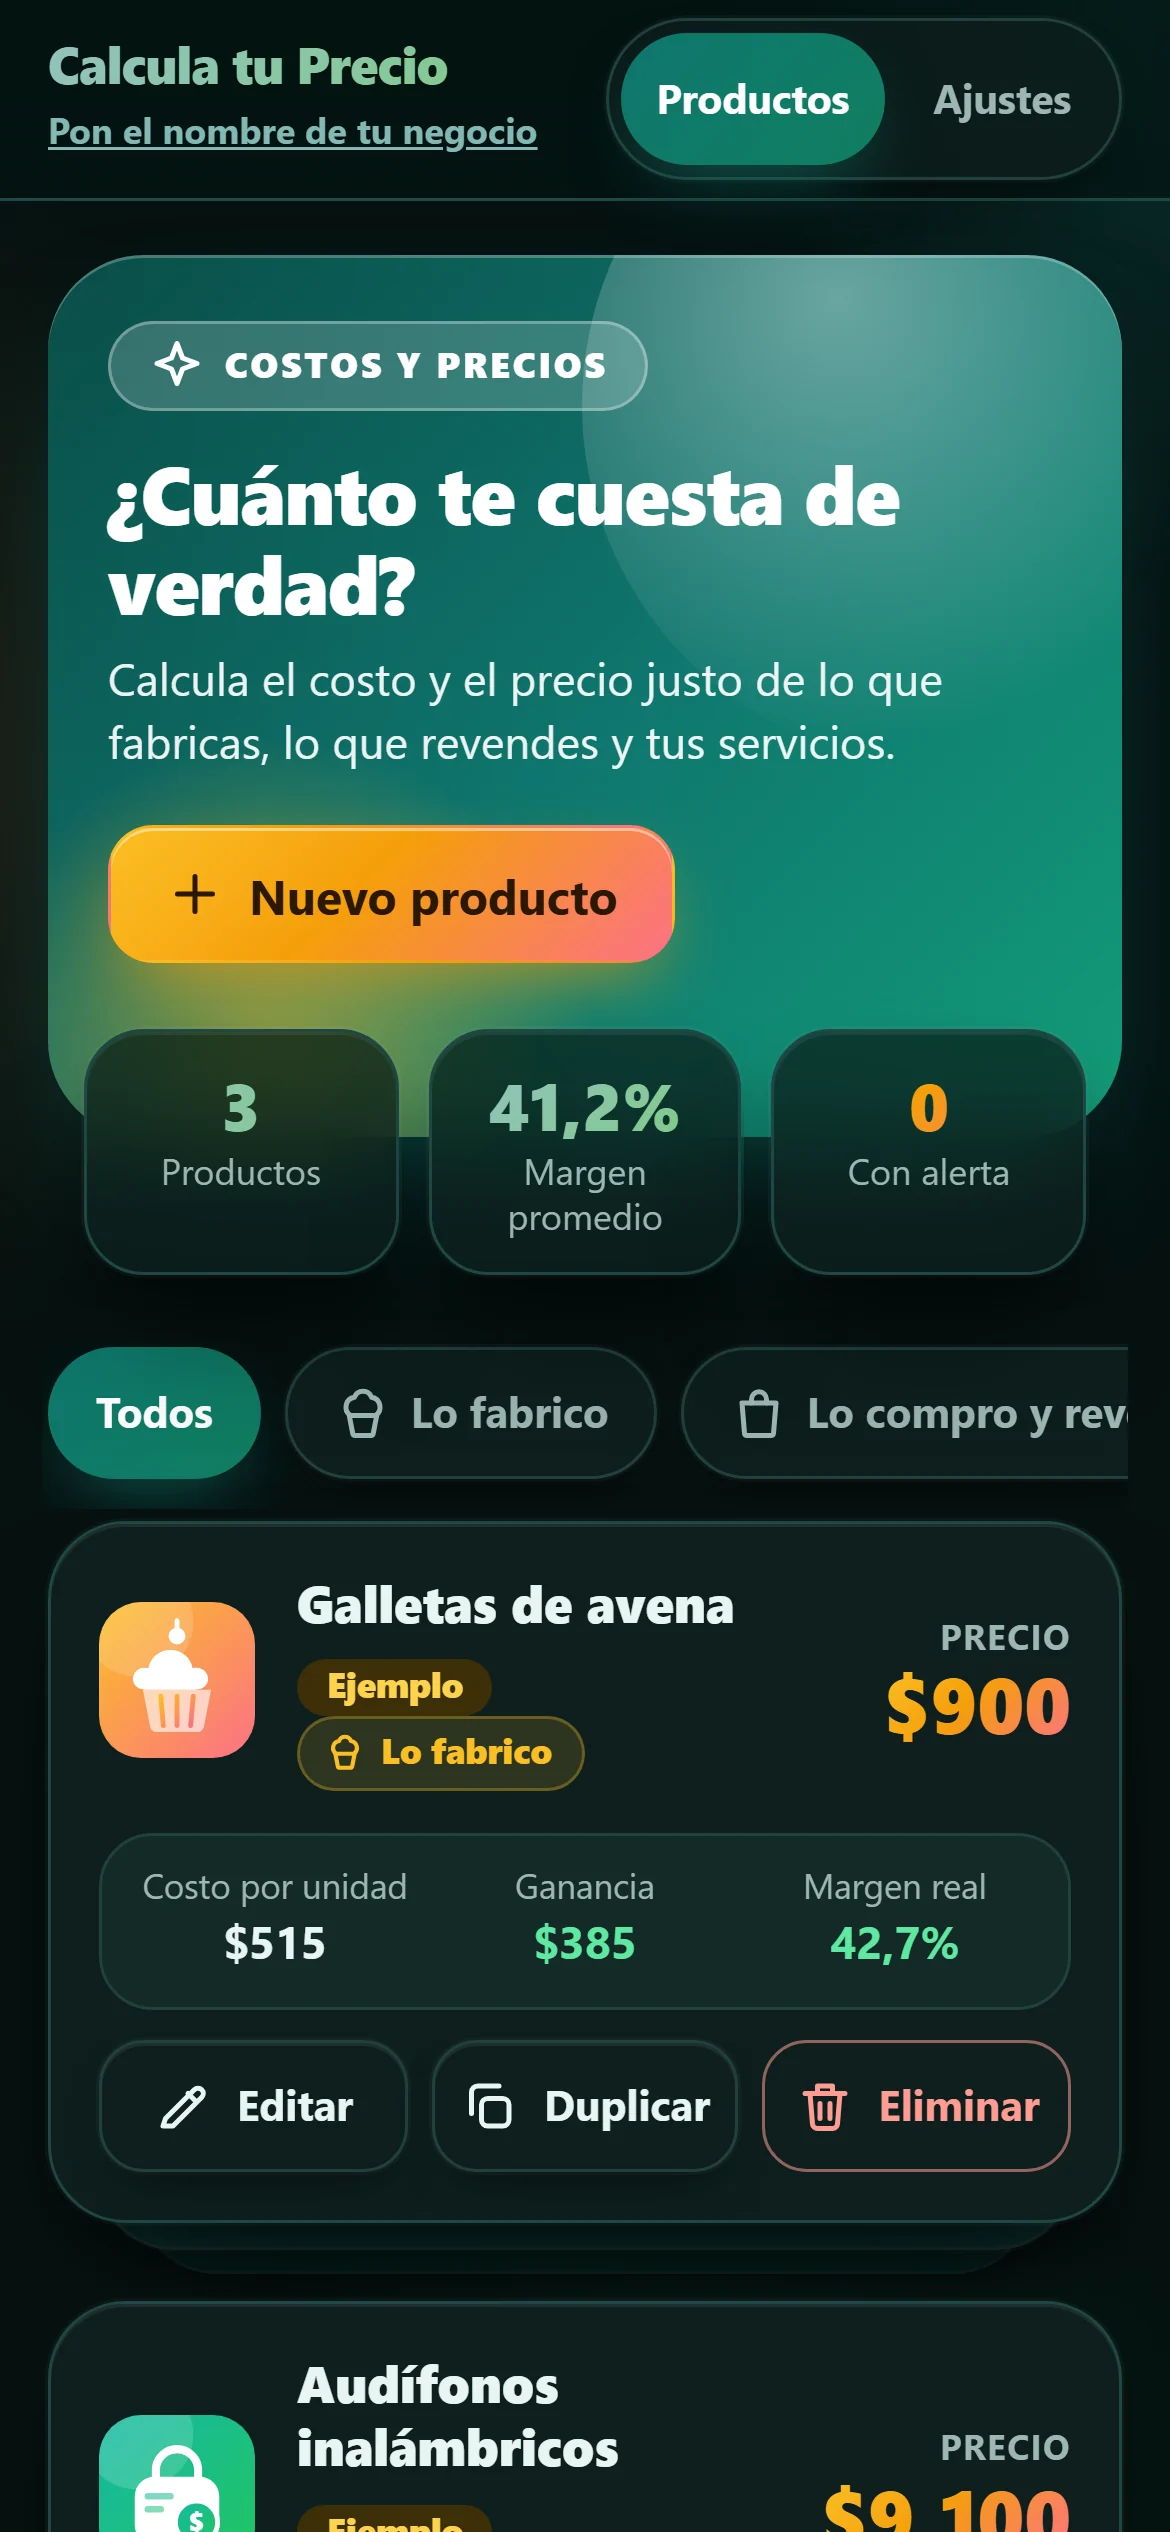 Calcula tu Precio
Pon el nombre de tu negocio
Productos
Ajustes
COSTOS Y PRECIOS
¿Cuánto te cuesta de
verdad?
Calcula el costo y el precio justo de lo que
fabricas, lo que revendes y tus servicios.
+ Nuevo producto
3
Productos
41,2%
Margen
promedio
0
Con alerta
Todos
Lo fabrico
Lo compro y
Galletas de avena
Ejemplo
Lo fabrico
PRECIO
$900
Costo por unidad
$515
Ganancia
$385
Margen real
42,7%
Editar
Duplicar
Eliminar
Audífonos
inalámbricos
Ejemplo
PRECIO
$9.100